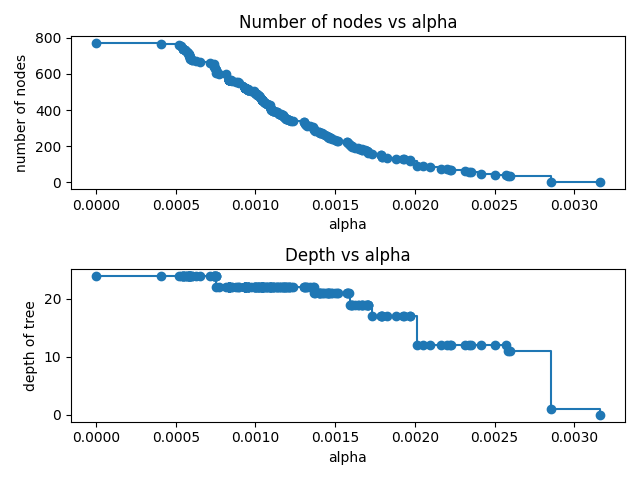 Number of nodes vs alpha
number of nodes
800
600
400
200
0
0.0000 0.0005 0.0010 0.0015 0.0020 0.0025 0.0030
alpha
Depth vs alpha
depth of tree
20
10
0
0.0000 0.0005 0.0010 0.0015 0.0020 0.0025 0.0030
alpha